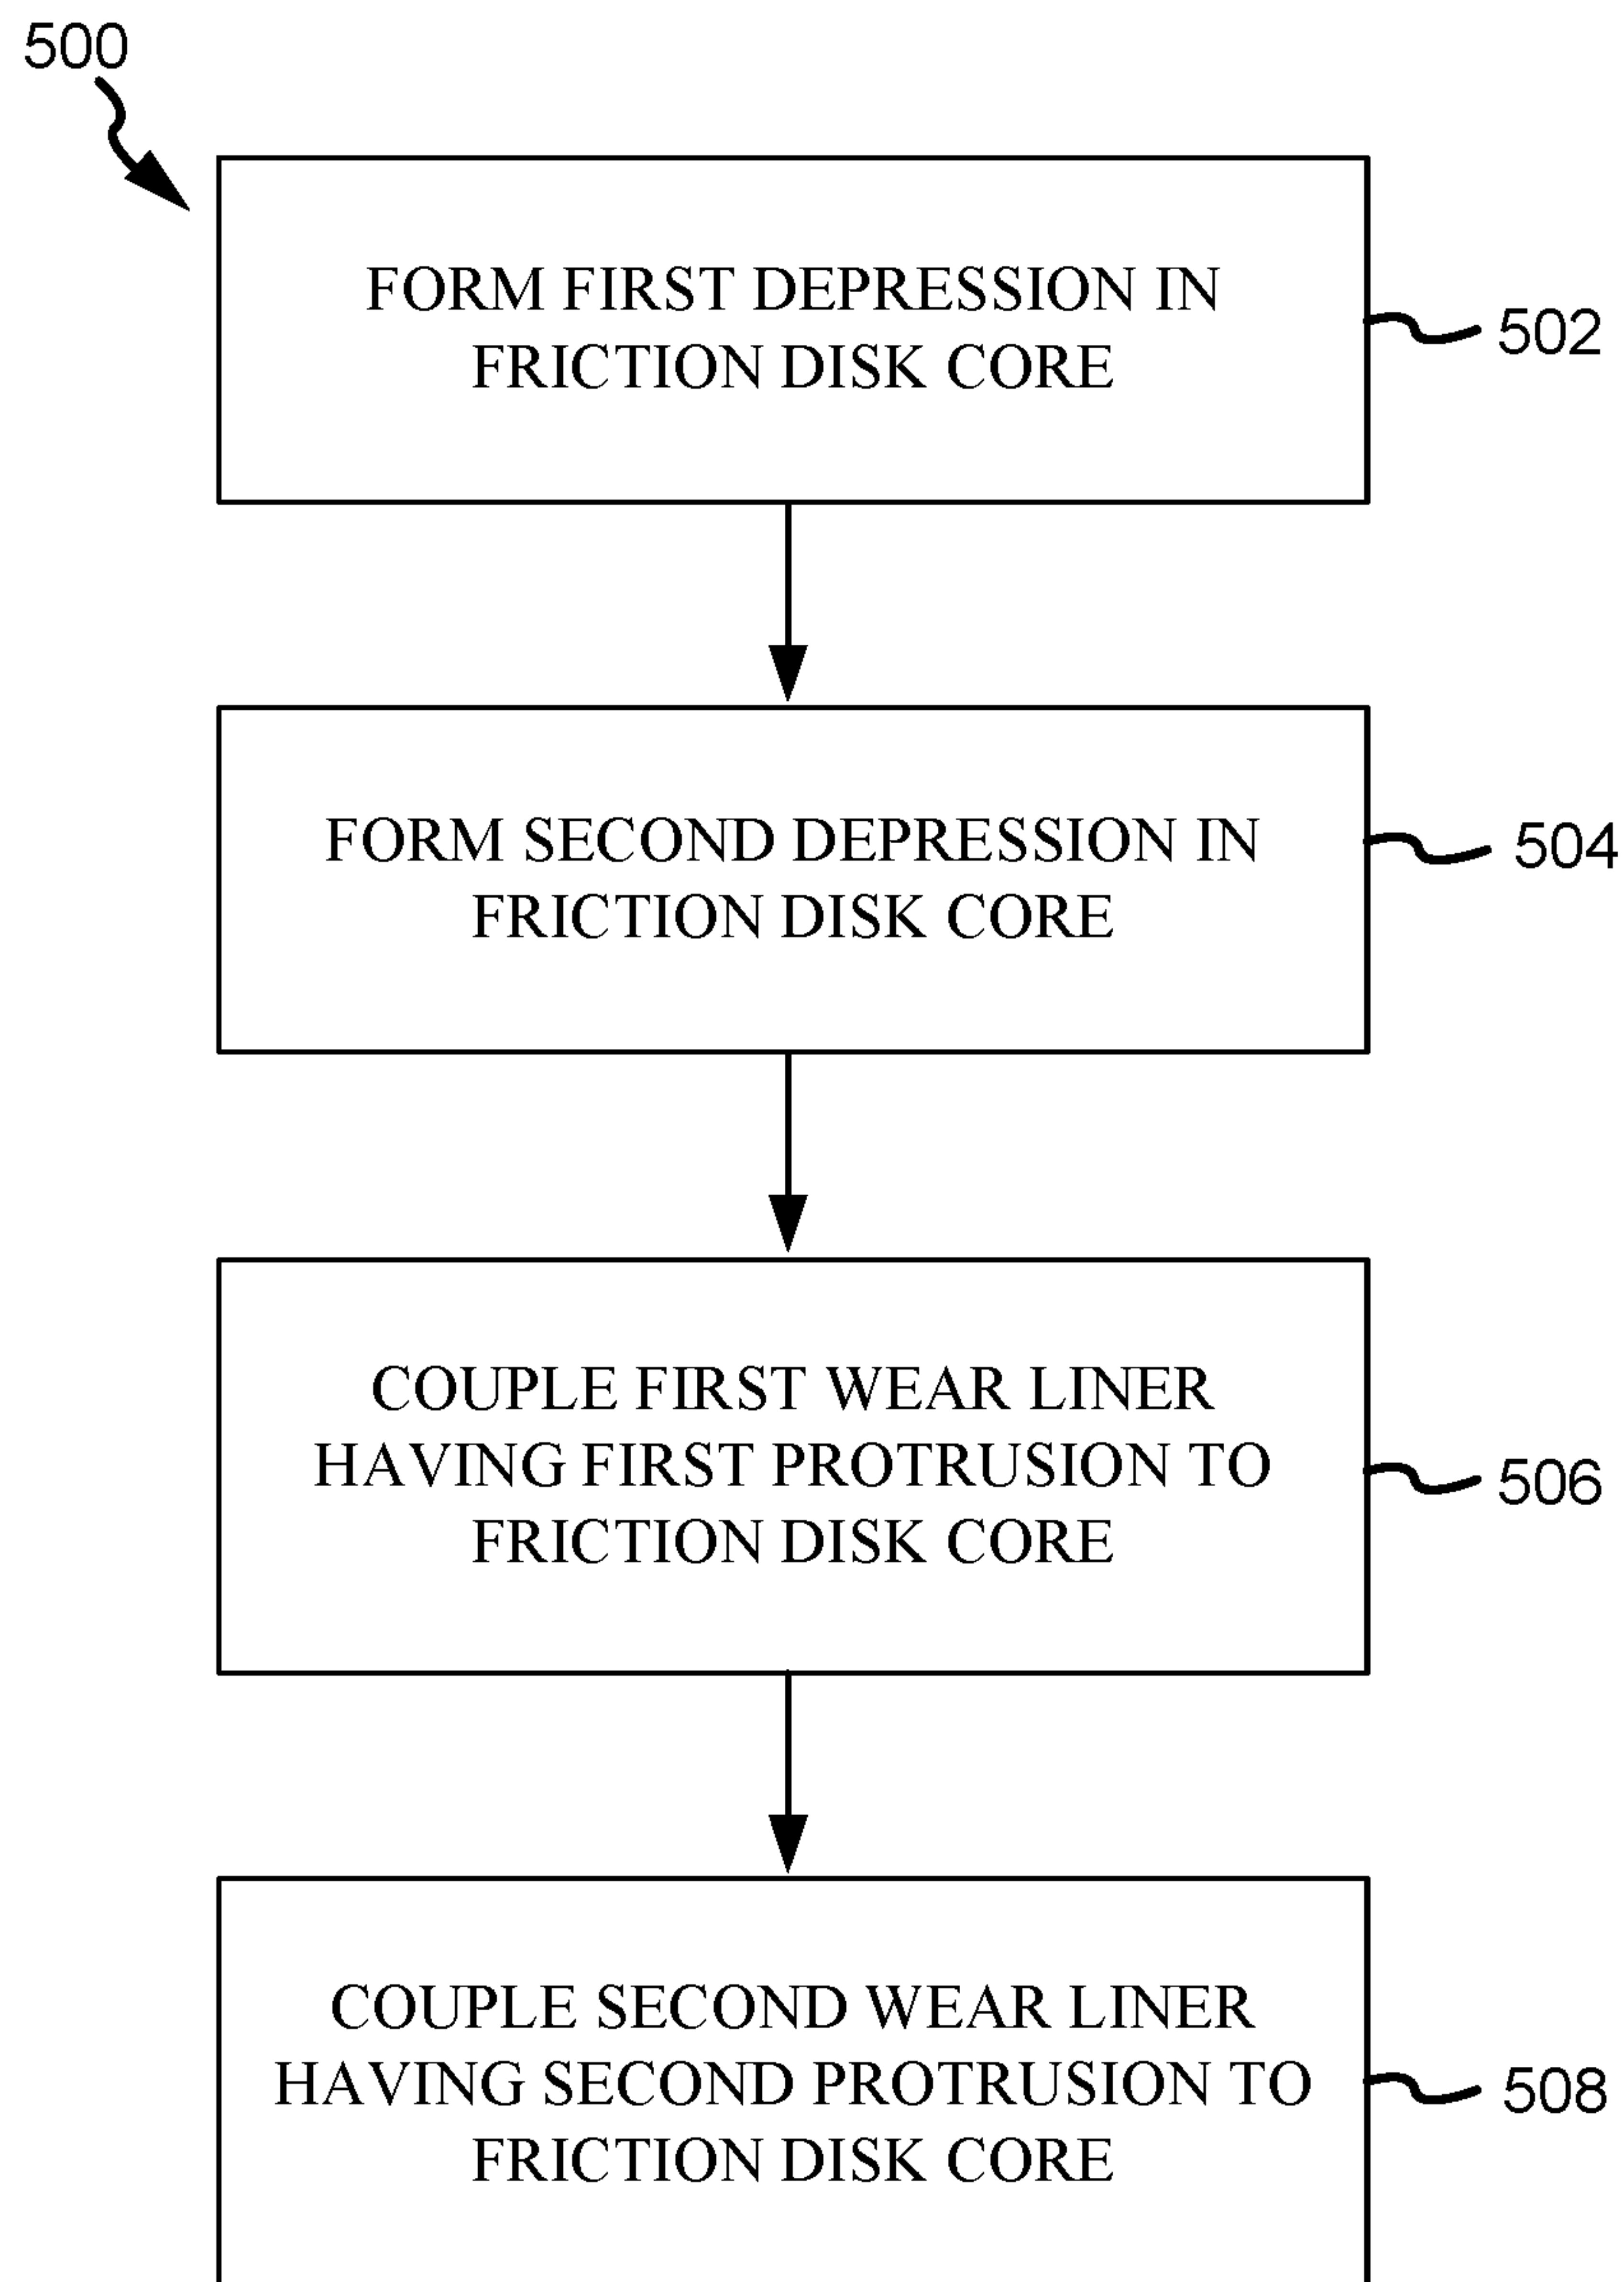 500
FORM FIRST DEPRESSION IN
FRICTION DISK CORE
502
FORM SECOND DEPRESSION IN
FRICTION DISK CORE
504
COUPLE FIRST WEAR LINER
HAVING FIRST PROTRUSION TO
FRICTION DISK CORE
506
COUPLE SECOND WEAR LINER
HAVING SECOND PROTRUSION TO
FRICTION DISK CORE
508